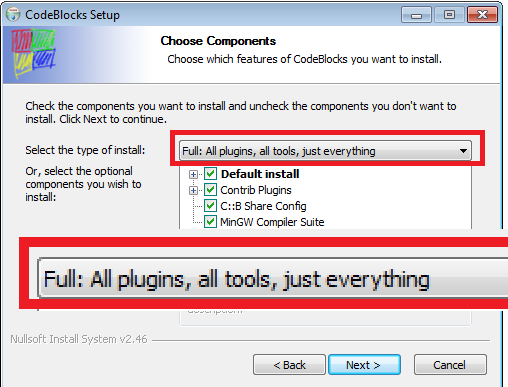 CodeBlocks Setup
Choose Components
Choose which features of CodeBlocks you want to install.
Check the components you want to install and uncheck the components you don't want to
install. Click Next to continue.
Select the type of install:
Full: All plugins, all tools, just everything
Or, select the optional
components you wish to
install:
Default install
Contrib Plugins
C::B Share Config
MinGW Compiler Suite
Full: All plugins, all tools, just everything
description.
Nullsoft Install System v2.46
< Back
Next >
Cancel